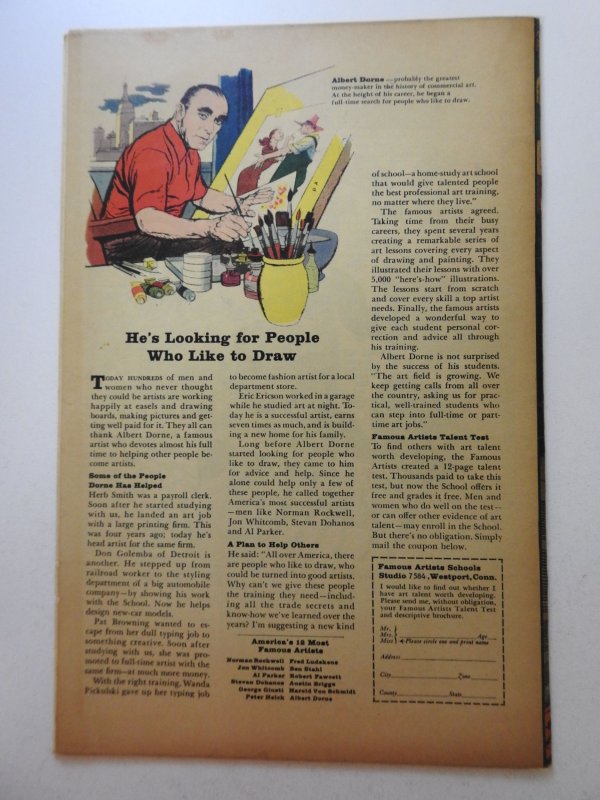 Albert Dorne — probably the greatest
money-maker in the history of commercial art.
At the height of his career, he began a
full-time search for people who like to draw.
He's Looking for People
Who Like to Draw
TODAY HUNDREDS of men and
women who never thought
they could be artists are working
happily at easels and drawing
boards, making pictures and get-
ting well paid for it. They all can
thank Albert Dorne, a famous
artist who devotes almost his full
time to helping other people be-
come artists.
Some of the People
Dorne Has Helped
Herb Smith was a payroll clerk.
Soon after he started studying
with us, he landed an art job
with a large printing firm. This
was four years ago; today he's
head artist for the same firm.
Don Golemba of Detroit is
another. He stepped up from
railroad worker to the styling
department of a big automobile
company—by showing his work
with the School. Now he helps
design new-car models.
Pat Browning wanted to es-
cape from her dull typing job to
something creative. Soon after
studying with us, she was pro-
moted to full-time artist with the
same firm—at much more money.
With the right training, Wanda
Pickulski gave up her typing job
to become fashion artist for a local
department store.
Eric Ericson worked in a garage
while he studied art at night. To-
day he is a successful artist, earns
seven times as much, and is build-
ing a new home for his family.
Long before Albert Dorne
started looking for people who
like to draw, they came to him
for advice and help. Since he
alone could help only a few of
these people, he called together
America's most successful artists
—men like Norman Rockwell,
Jon Whitcomb, Stevan Dohanos
and Al Parker.
A Plan to Help Others
He said: "All over America, there
are people who like to draw, who
could be turned into good artists.
Why can't we give these people
the training they need—includ-
ing all the trade secrets and
know-how we've learned over the
years? I'm suggesting a new kind
America's 12 Most
Famous Artists
Norman Rockwell Fred Ludekens
Jon Whitcomb Ben Stahl
Al Parker Robert Fawcett
Stevan Dohanos Austin Briggs
George Giusti Harold Von Schmidt
Peter Helck Albert Dorne
of school—a home-study art school
that would give talented people
the best professional art training,
no matter where they live."
The famous artists agreed.
Taking time from their busy
careers, they spent several years
creating a remarkable series of
art lessons covering every aspect
of drawing and painting. They
illustrated their lessons with over
5,000 "here's-how" illustrations.
The lessons start from scratch
and cover every skill a top artist
needs. Finally, the famous artists
developed a wonderful way to
give each student personal cor-
rection and advice all through
his training.
Albert Dorne is not surprised
by the success of his students.
"The art field is growing. We
keep getting calls from all over
the country, asking us for prac-
tical, well-trained students who
can step into full-time or part-
time art jobs."
Famous Artists Talent Test
To find others with art talent
worth developing, the Famous
Artists created a 12-page talent
test. Thousands paid to take this
test, but now the School offers it
free and grades it free. Men and
women who do well on the test—
or can offer other evidence of art
talent—may enroll in the School.
But there's no obligation. Simply
mail the coupon below.
Famous Artists Schools
Studio 7584, Westport, Conn.
I would like to find out whether I
have art talent worth developing.
Please send me, without obligation,
your Famous Artists Talent Test
and descriptive brochure.
Mr.
Mrs. Age
Miss Please circle one and print name
Address
City Zone
County State